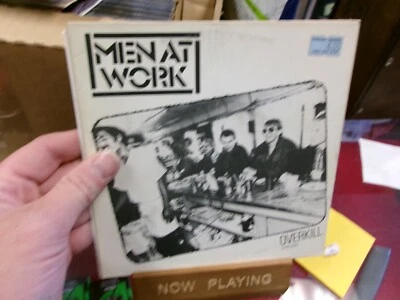 MEN AT
WORK
OVERKILL
NOW PLAYING